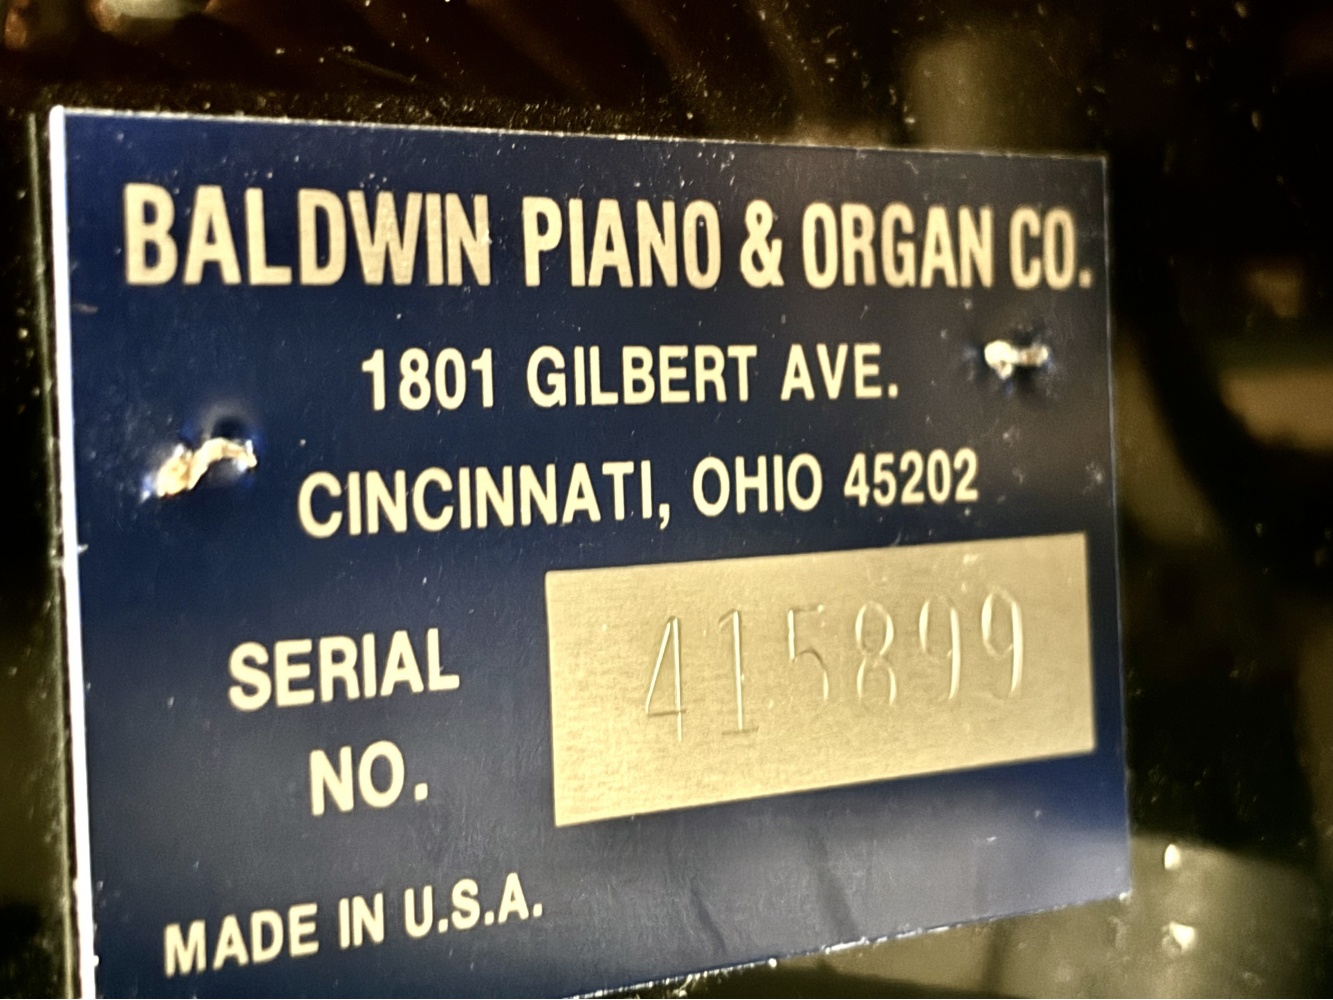 BALDWIN PIANO & ORGAN CO.
1801 GILBERT AVE.
CINCINNATI, OHIO 45202
SERIAL
NO.
415899
MADE IN U.S.A.